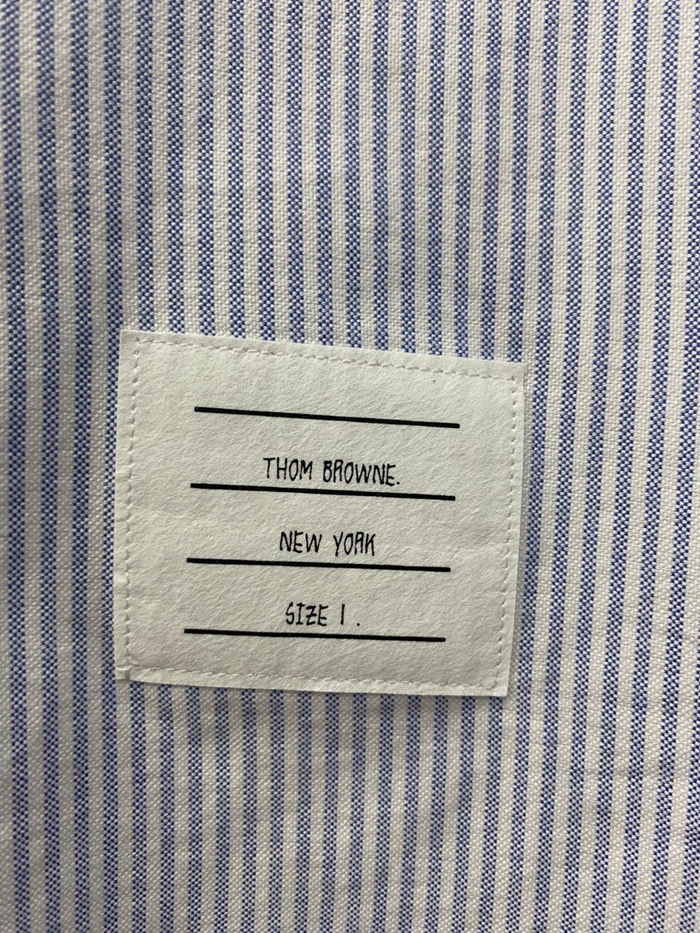 THOM BROWNE.
NEW YORK
SIZE 1 .